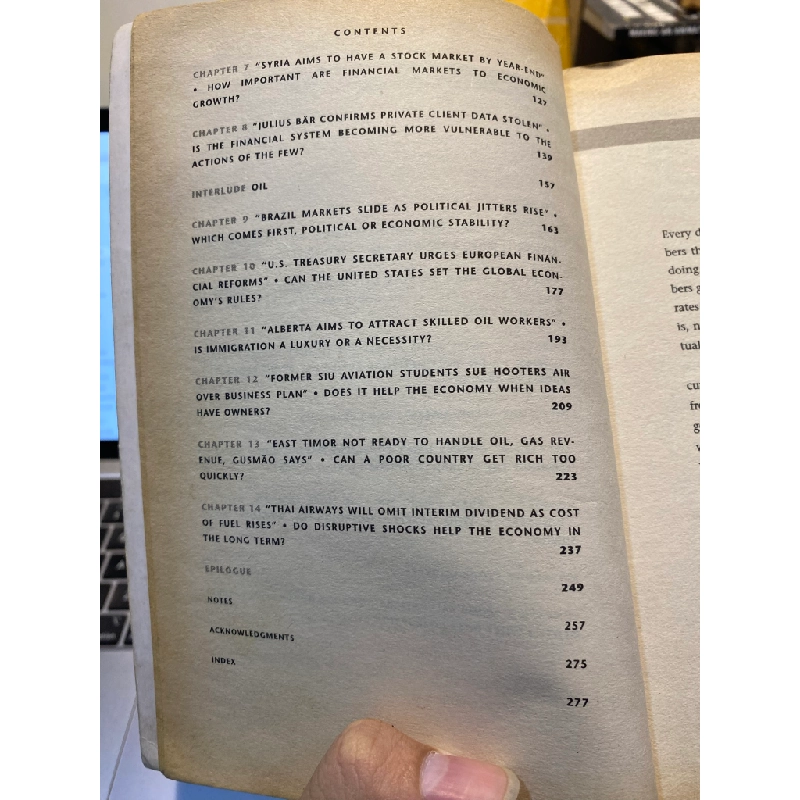 CONTENTS
CHAPTER 7 "SYRIA AIMS TO HAVE A STOCK MARKET BY YEAR-END"
• HOW IMPORTANT ARE FINANCIAL MARKETS TO ECONOMIC
GROWTH? 127
CHAPTER 8 "JULIUS BÄR CONFIRMS PRIVATE CLIENT DATA STOLEN" •
IS THE FINANCIAL SYSTEM BECOMING MORE VULNERABLE TO THE
ACTIONS OF THE FEW? 139
INTERLUDE OIL 157
CHAPTER 9 "BRAZIL MARKETS SLIDE AS POLITICAL JITTERS RISE" •
WHICH COMES FIRST, POLITICAL OR ECONOMIC STABILITY? 163
CHAPTER 10 "U.S. TREASURY SECRETARY URGES EUROPEAN FINAN-
CIAL REFORMS" • CAN THE UNITED STATES SET THE GLOBAL ECON-
OMY'S RULES? 177
CHAPTER 11 "ALBERTA AIMS TO ATTRACT SKILLED OIL WORKERS" •
IS IMMIGRATION A LUXURY OR A NECESSITY? 193
CHAPTER 12 "FORMER SIU AVIATION STUDENTS SUE HOOTERS AIR
OVER BUSINESS PLAN" • DOES IT HELP THE ECONOMY WHEN IDEAS
HAVE OWNERS? 209
CHAPTER 13 "EAST TIMOR NOT READY TO HANDLE OIL, GAS REV-
ENUE, GUSMÃO SAYS" • CAN A POOR COUNTRY GET RICH TOO
QUICKLY? 223
CHAPTER 14 "THAI AIRWAYS WILL OMIT INTERIM DIVIDEND AS COST
OF FUEL RISES" • DO DISRUPTIVE SHOCKS HELP THE ECONOMY IN
THE LONG TERM? 237
EPILOGUE 249
NOTES 257
ACKNOWLEDGMENTS 275
INDEX 277
Every
bers
doing
bers
rates
is,